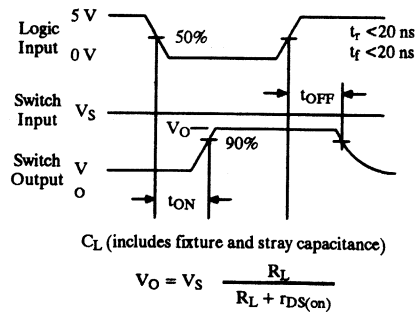 5 V
Logic Input
50%
0 V
tr <20 ns
tf <20 ns
tOFF
Switch Input VS
VO
90%
Switch Output V
O
tON
CL (includes fixture and stray capacitance)
VO = VS RL
RL + rDS(on)